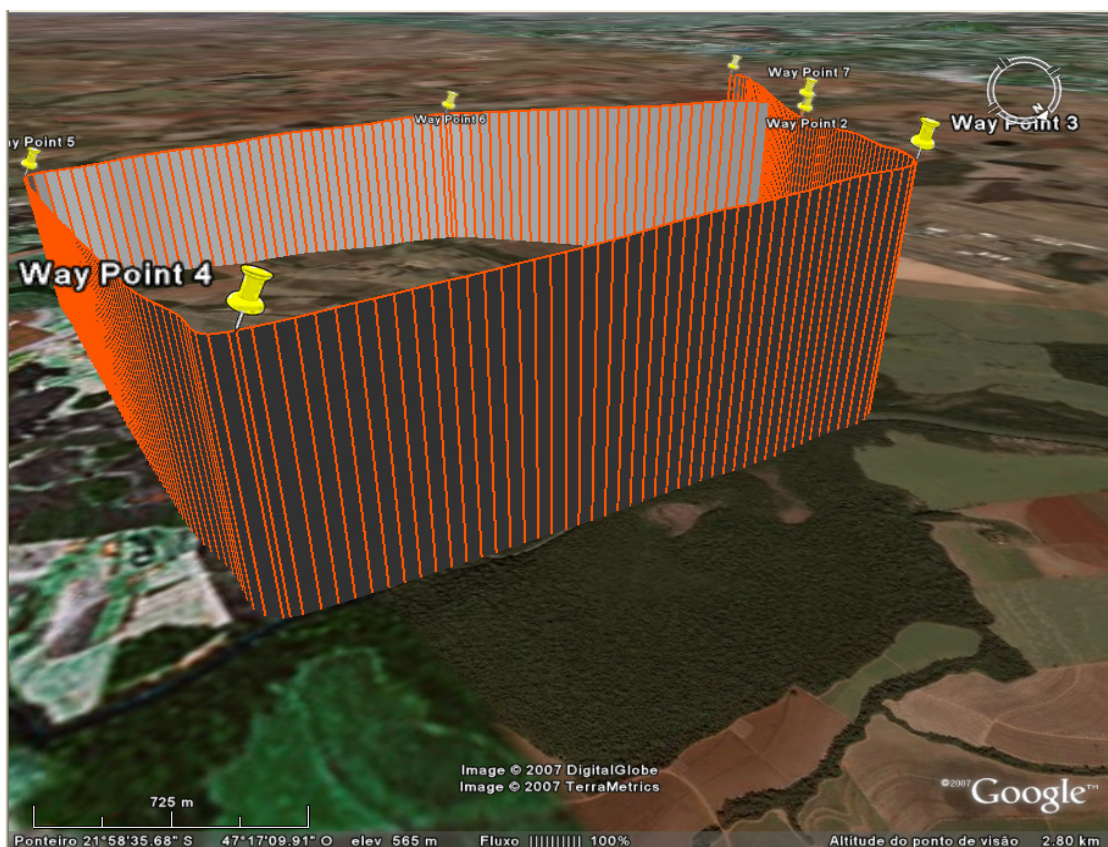 Way Point 7
Way Point 6
Way Point 2
Way Point 3
ay Point 5
Way Point 4
Image © 2007 DigitalGlobe
Image © 2007 TerraMetrics
©2007 Google™
725 m
Ponteiro 21°58'35.68" S 47°17'09.91" O elev 565 m Fluxo |||||||||| 100% Altitude do ponto de visão 2.80 km
N